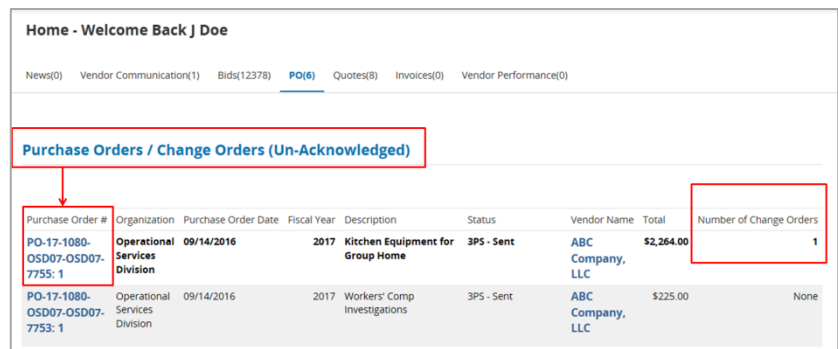 Home - Welcome Back J Doe
News(0) Vendor Communication(1) Bids(12378) PO(6) Quotes(8) Invoices(0) Vendor Performance(0)
Purchase Orders / Change Orders (Un-Acknowledged)
Purchase Order # Organization Purchase Order Date Fiscal Year Description Status Vendor Name Total Number of Change Orders
PO-17-1080- Operational 09/14/2016 2017 Kitchen Equipment for 3PS - Sent ABC $2,264.00 1
OSD07-OSD07- Services Group Home Company,
7755: 1 Division LLC
PO-17-1080- Operational 09/14/2016 2017 Workers' Comp 3PS - Sent ABC $225.00 None
OSD07-OSD07- Services Investigations Company,
7753: 1 Division LLC